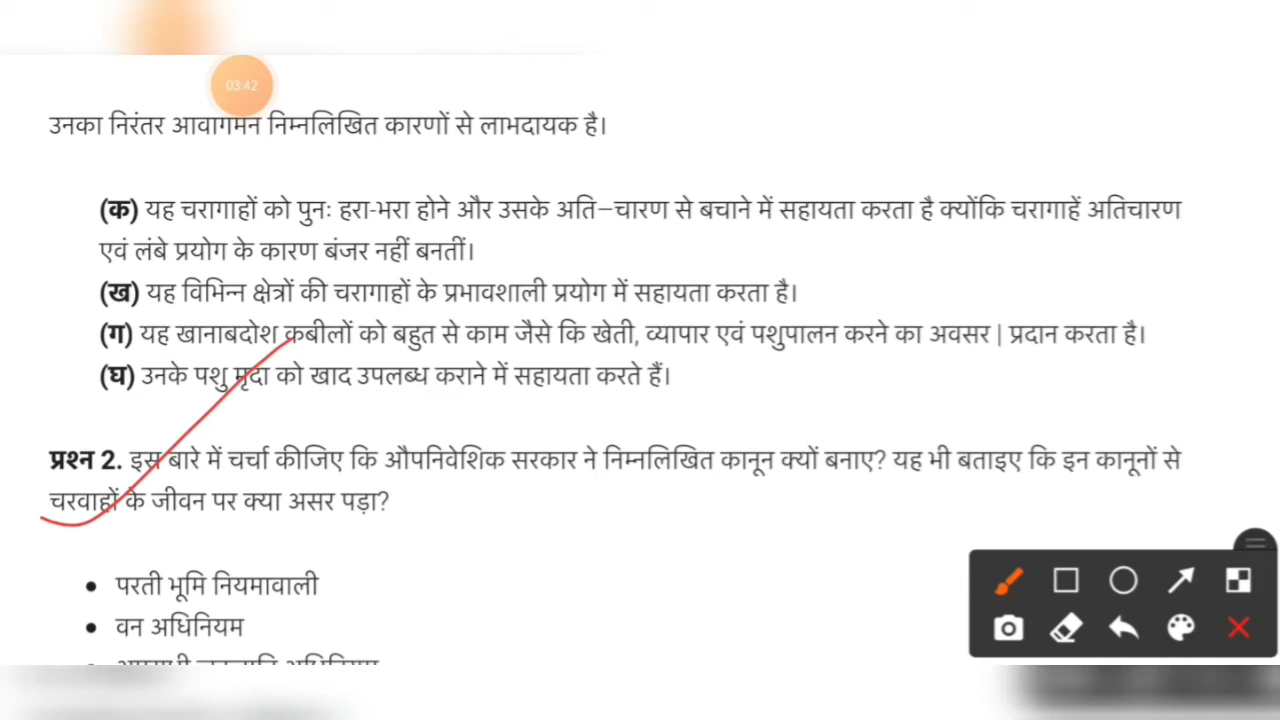 03:42
उनका निरंतर आवागमन निम्नलिखित कारणों से लाभदायक है।
(क) यह चरागाहों को पुनः हरा-भरा होने और उसके अति–चारण से बचाने में सहायता करता है क्योंकि चरागाहें अतिचारण
एवं लंबे प्रयोग के कारण बंजर नहीं बनतीं।
(ख) यह विभिन्न क्षेत्रों की चरागाहों के प्रभावशाली प्रयोग में सहायता करता है।
(ग) यह खानाबदोश कबीलों को बहुत से काम जैसे कि खेती, व्यापार एवं पशुपालन करने का अवसर | प्रदान करता है।
(घ) उनके पशु मृदा को खाद उपलब्ध कराने में सहायता करते हैं।
प्रश्न 2. इस बारे में चर्चा कीजिए कि औपनिवेशिक सरकार ने निम्नलिखित कानून क्यों बनाए? यह भी बताइए कि इन कानूनों से
चरवाहों के जीवन पर क्या असर पड़ा?
• परती भूमि नियमावाली
• वन अधिनियम